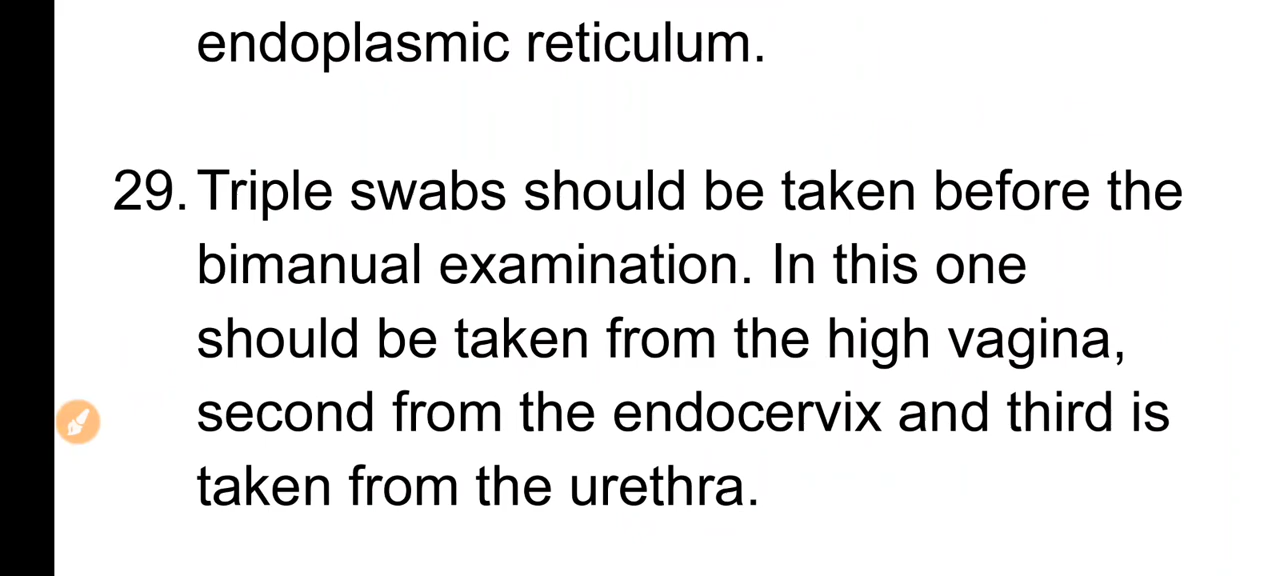 endoplasmic reticulum.
29. Triple swabs should be taken before the
bimanual examination. In this one
should be taken from the high vagina,
second from the endocervix and third is
taken from the urethra.